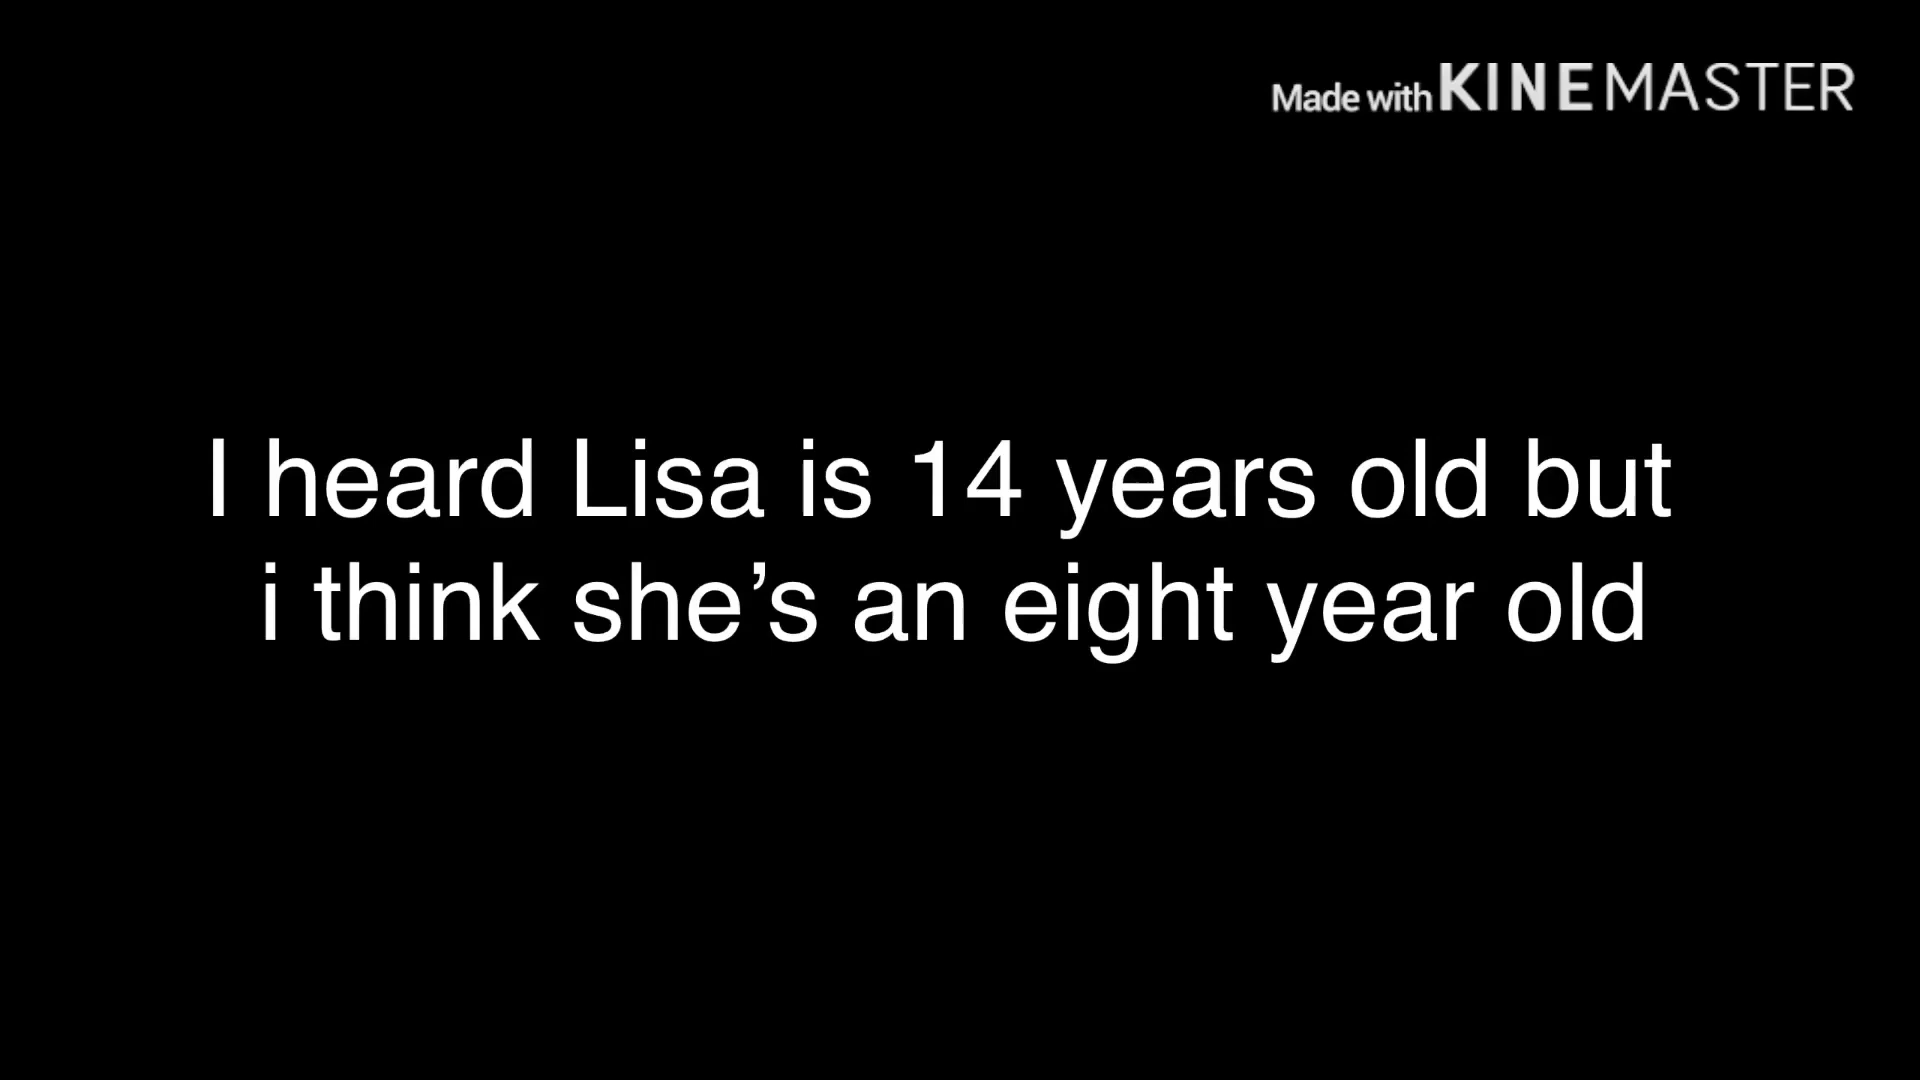 Made with KINEMASTER
I heard Lisa is 14 years old but
i think she’s an eight year old